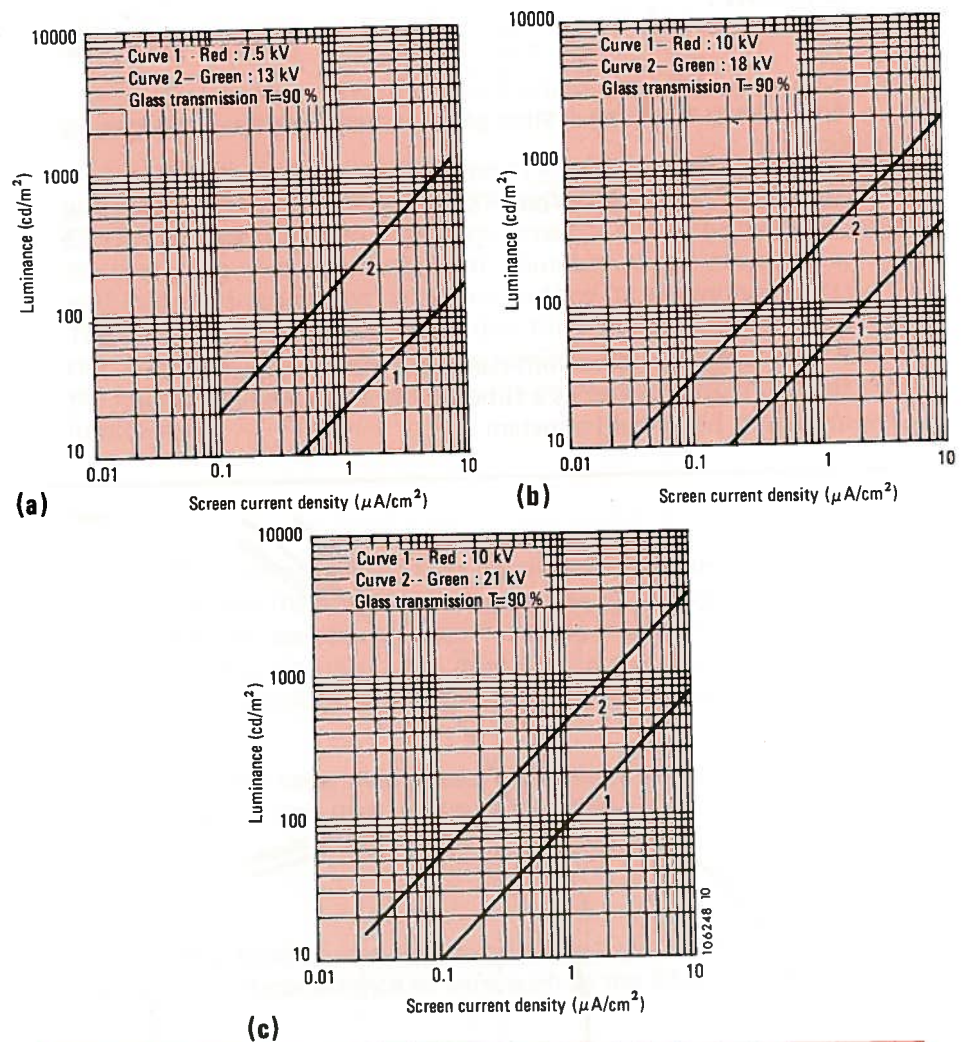 10000
Curve 1 - Red : 7.5 kV
Curve 2 – Green : 13 kV
Glass transmission T=90 %
1000
100
10
Luminance (cd/m²)
2
1
0.01
0.1
1
10
Screen current density (μA/cm²)
(a)
10000
Curve 1 – Red : 10 kV
Curve 2 – Green : 18 kV
Glass transmission T=90 %
1000
100
10
Luminance (cd/m²)
2
1
0.01
0.1
1
10
Screen current density (μA/cm²)
(b)
10000
Curve 1 – Red : 10 kV
Curve 2-- Green : 21 kV
Glass transmission T=90 %
1000
100
10
Luminance (cd/m²)
2
1
106248 10
0.01
0.1
1
10
Screen current density (μA/cm²)
(c)